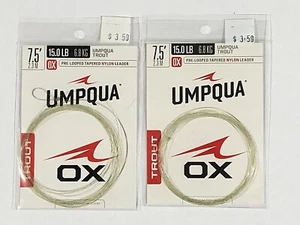 $ 3.50
7.5'
2.3 M
15.0 LB 6.8 KG
UMPQUA
TROUT
0X
PRE-LOOPED TAPERED NYLON LEADER
UMPQUA
TROUT
0X
$ 3.50
7.5'
2.3 M
15.0 LB 6.8 KG
UMPQUA
TROUT
0X
PRE-LOOPED TAPERED NYLON LEADER
UMPQUA
TROUT
0X